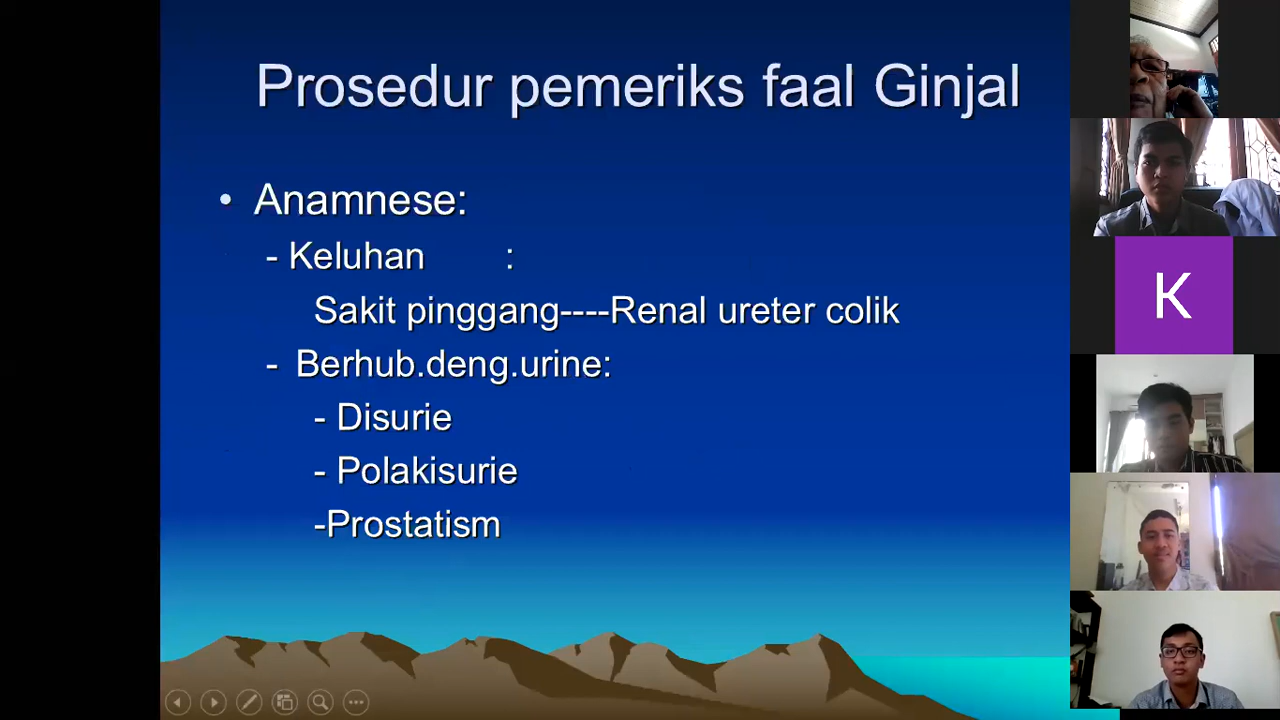 Prosedur pemeriks faal Ginjal
• Anamnese:
- Keluhan :
Sakit pinggang----Renal ureter colik
- Berhub.deng.urine:
- Disurie
- Polakisurie
-Prostatism
K